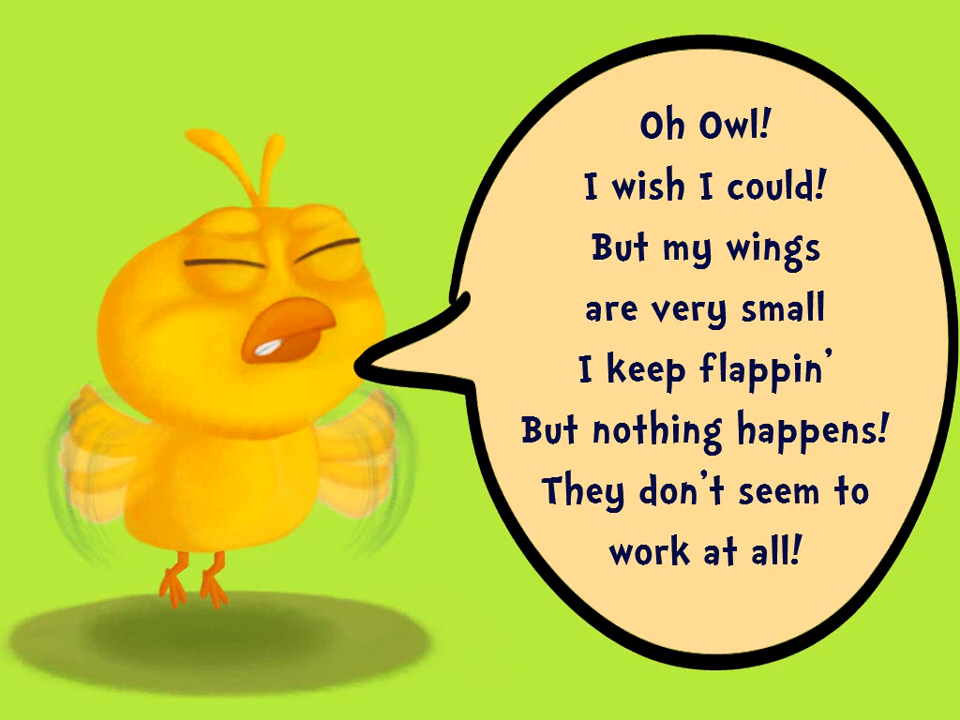 Oh Owl!
I wish I could!
But my wings
are very small
I keep flappin'
But nothing happens!
They don't seem to
work at all!